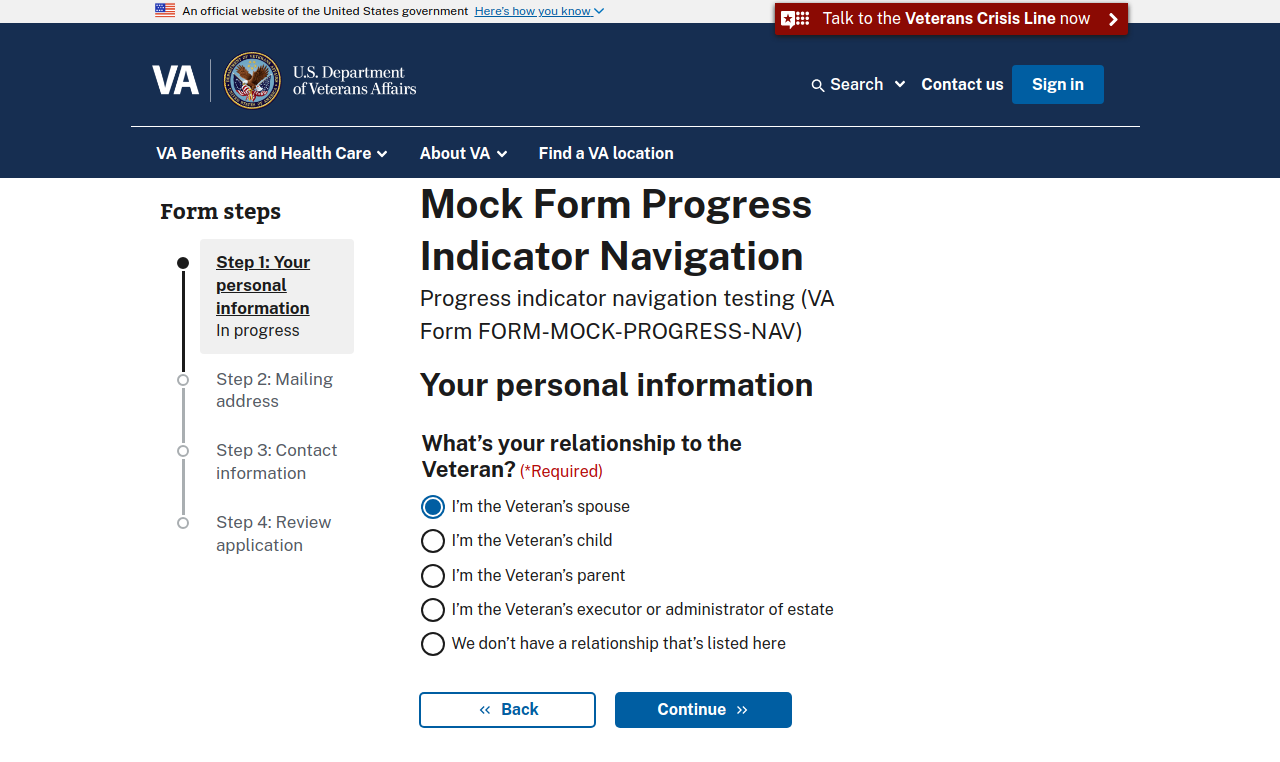 An official website of the United States government Here's how you know
Talk to the Veterans Crisis Line now
VA
U.S. Department
of Veterans Affairs
Search
Contact us
Sign in
VA Benefits and Health Care
About VA
Find a VA location
Form steps
Step 1: Your
personal
information
In progress
Step 2: Mailing
address
Step 3: Contact
information
Step 4: Review
application
Mock Form Progress
Indicator Navigation
Progress indicator navigation testing (VA
Form FORM-MOCK-PROGRESS-NAV)
Your personal information
What’s your relationship to the
Veteran? (*Required)
I’m the Veteran’s spouse
I’m the Veteran’s child
I’m the Veteran’s parent
I’m the Veteran’s executor or administrator of estate
We don’t have a relationship that’s listed here
Back
Continue